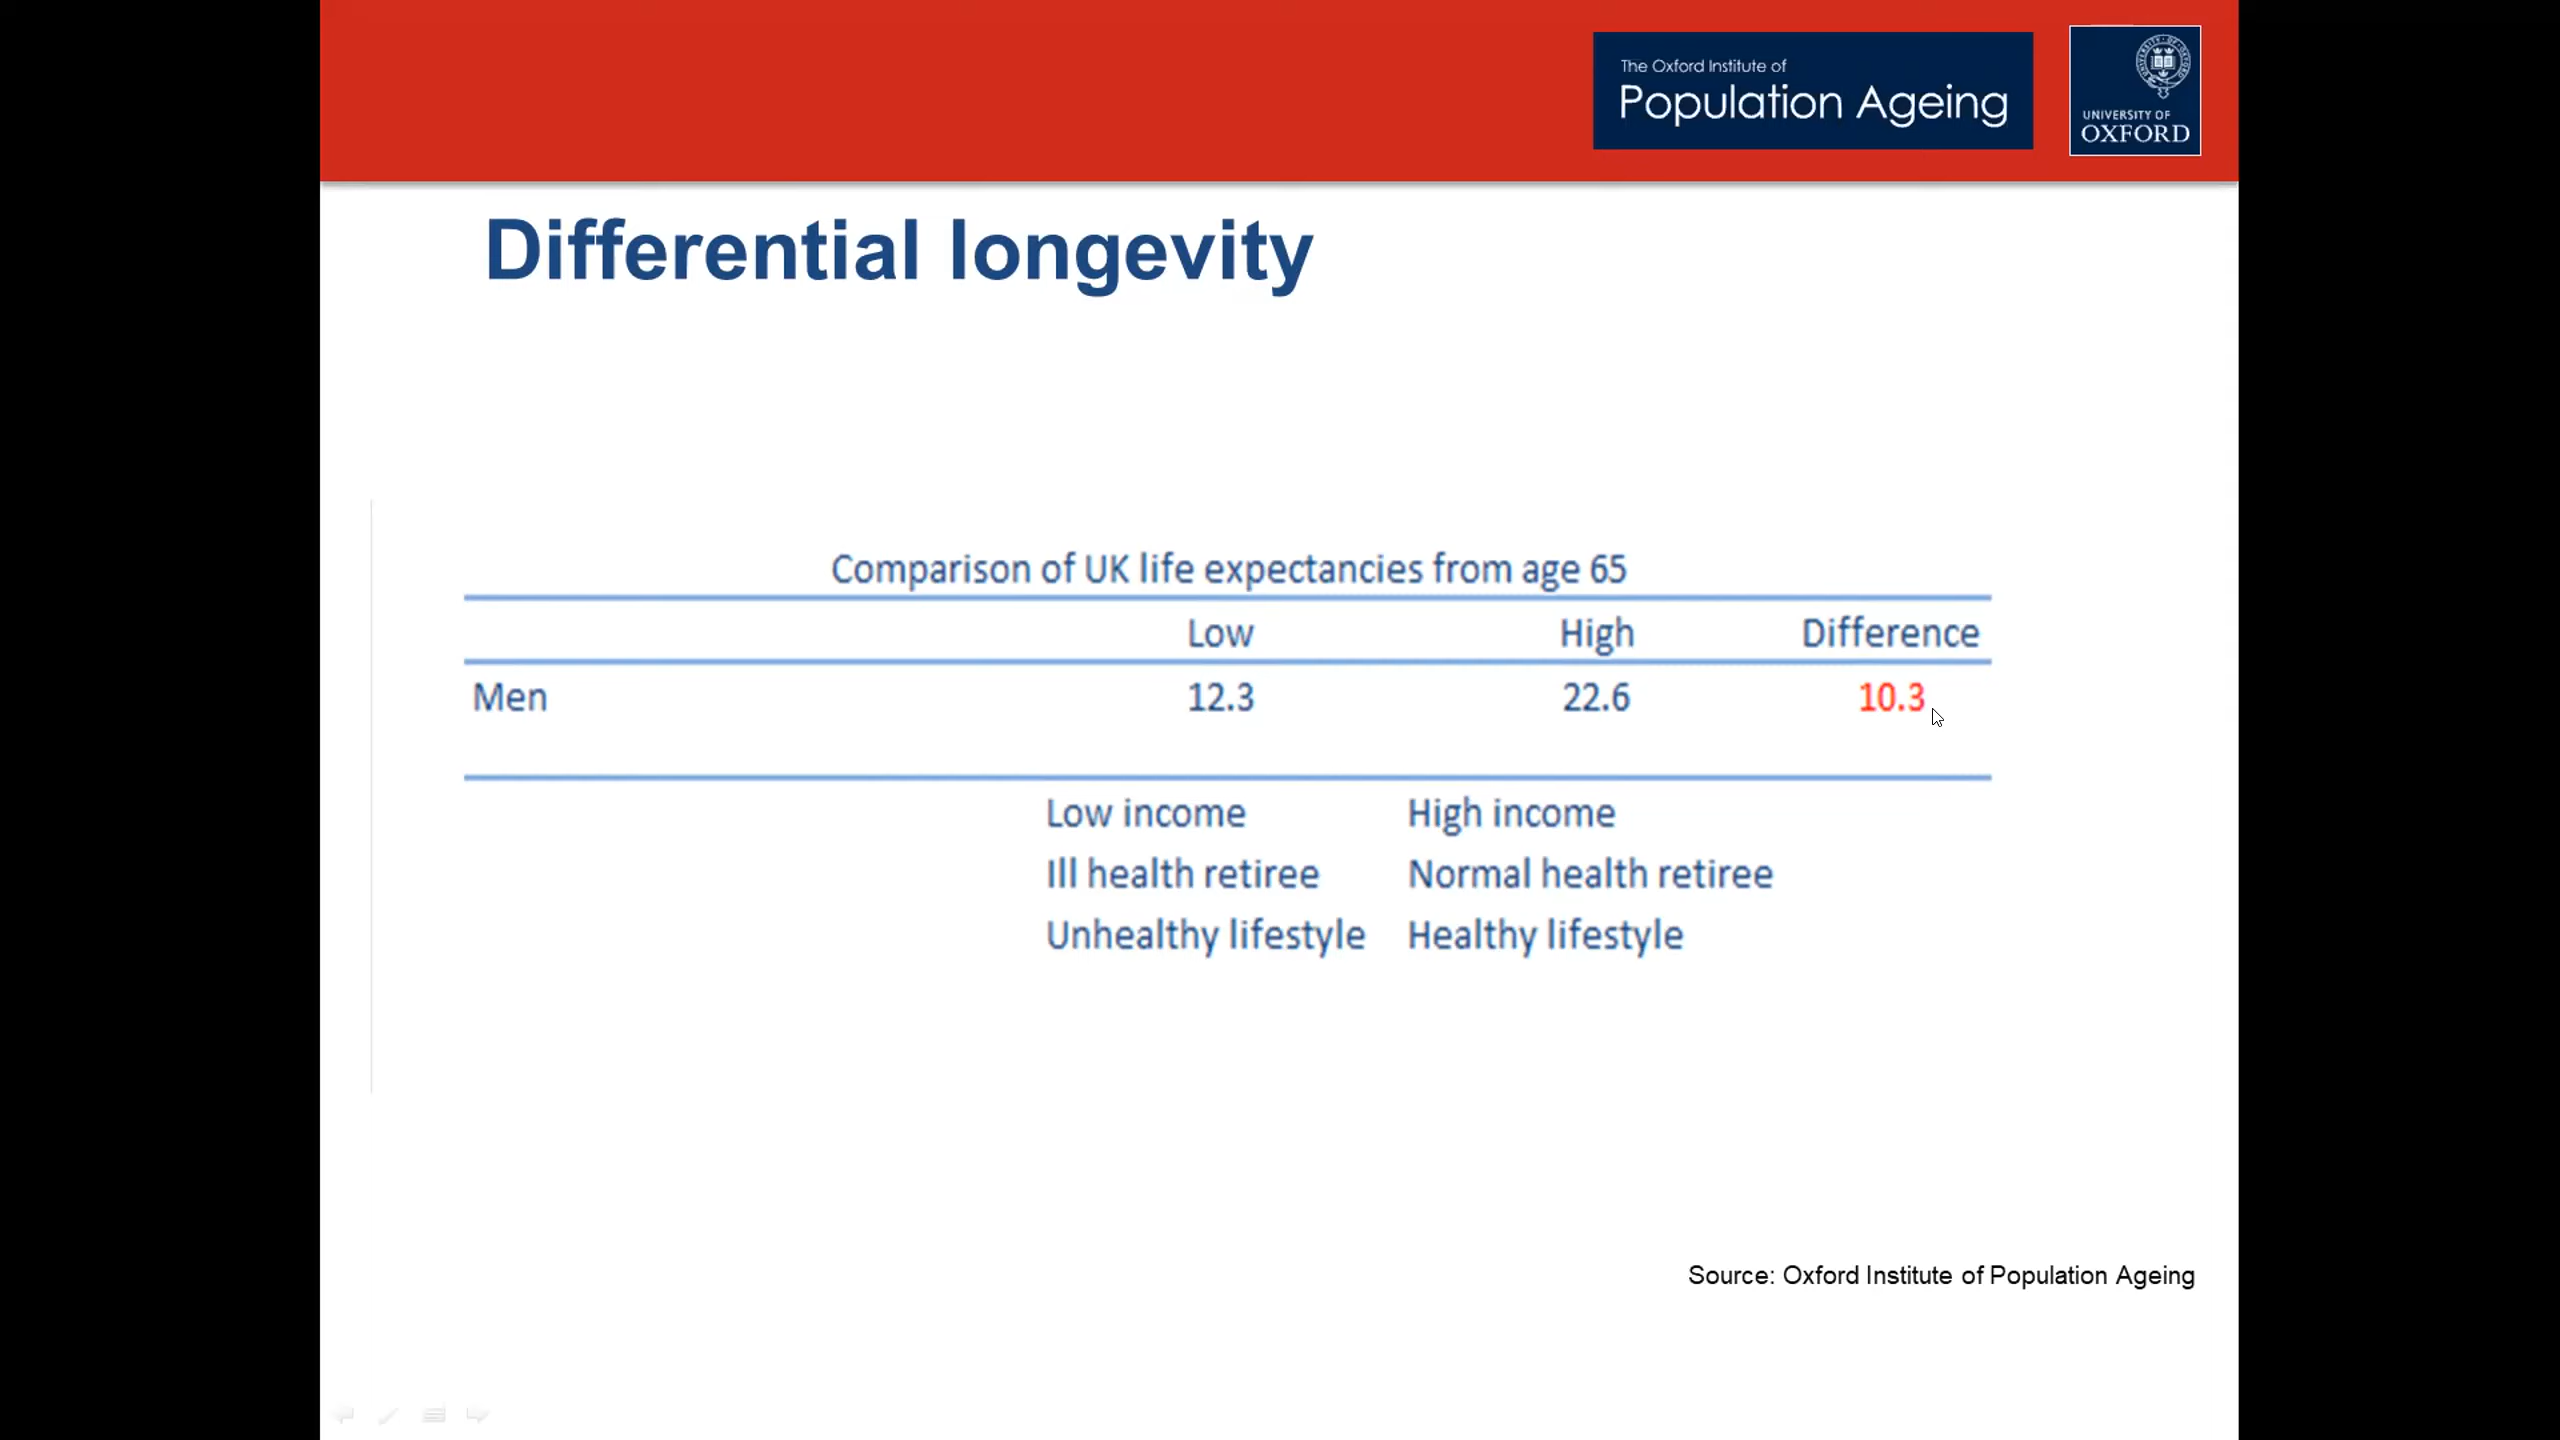 The Oxford Institute of
Population Ageing
UNIVERSITY OF
OXFORD
Differential longevity
Comparison of UK life expectancies from age 65
Low High Difference
Men 12.3 22.6 10.3
Low income High income
Ill health retiree Normal health retiree
Unhealthy lifestyle Healthy lifestyle
Source: Oxford Institute of Population Ageing